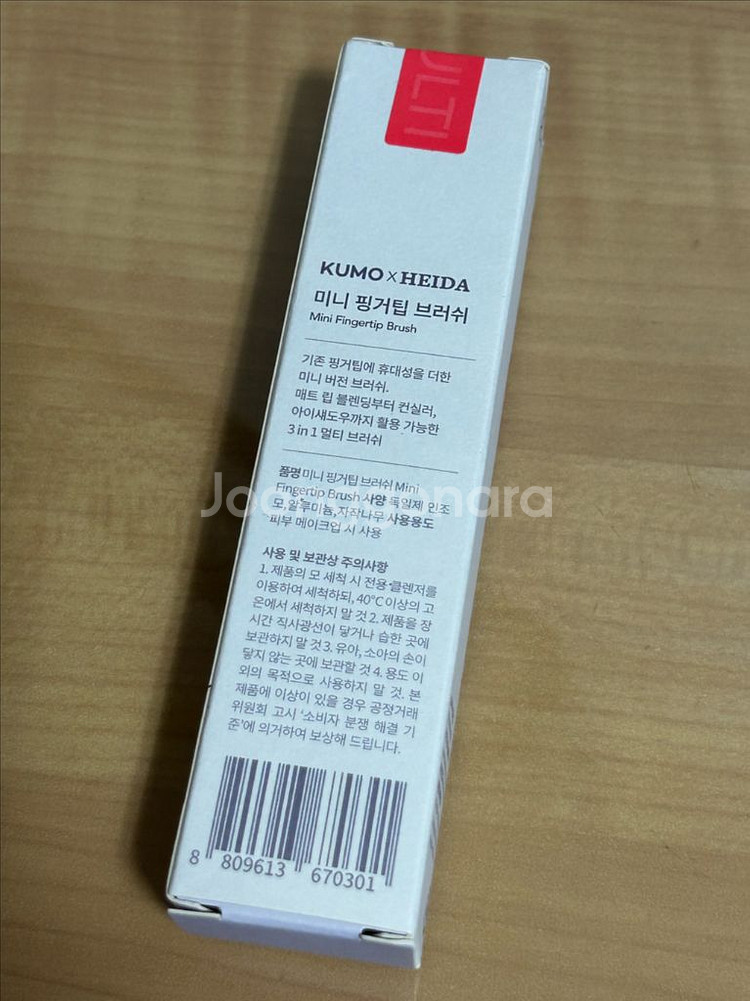 ULTI
KUMO X HEIDA
미니 핑거팁 브러쉬
Mini Fingertip Brush
기존 핑거팁에 휴대성을 더한
미니 버전 브러쉬.
매트 립 블렌딩부터 컨실러,
아이섀도우까지 활용 가능한
3 in 1 멀티 브러쉬
품명 미니 핑거팁 브러쉬 Mini
Fingertip Brush 사양 독일제 인조
모, 알루미늄, 자작나무 사용용도
피부 메이크업 시 사용
Joonggonara
사용 및 보관상 주의사항
1. 제품의 모 세척 시 전용 클렌저를
이용하여 세척하되, 40°C 이상의 고
온에서 세척하지 말 것 2. 제품을 장
시간 직사광선이 닿거나 습한 곳에
보관하지 말 것 3. 유아, 소아의 손이
닿지 않는 곳에 보관할 것 4. 용도 이
외의 목적으로 사용하지 말 것. 본
제품에 이상이 있을 경우 공정거래
위원회 고시 '소비자 분쟁 해결 기
준'에 의거하여 보상해 드립니다.
8 809613 670301